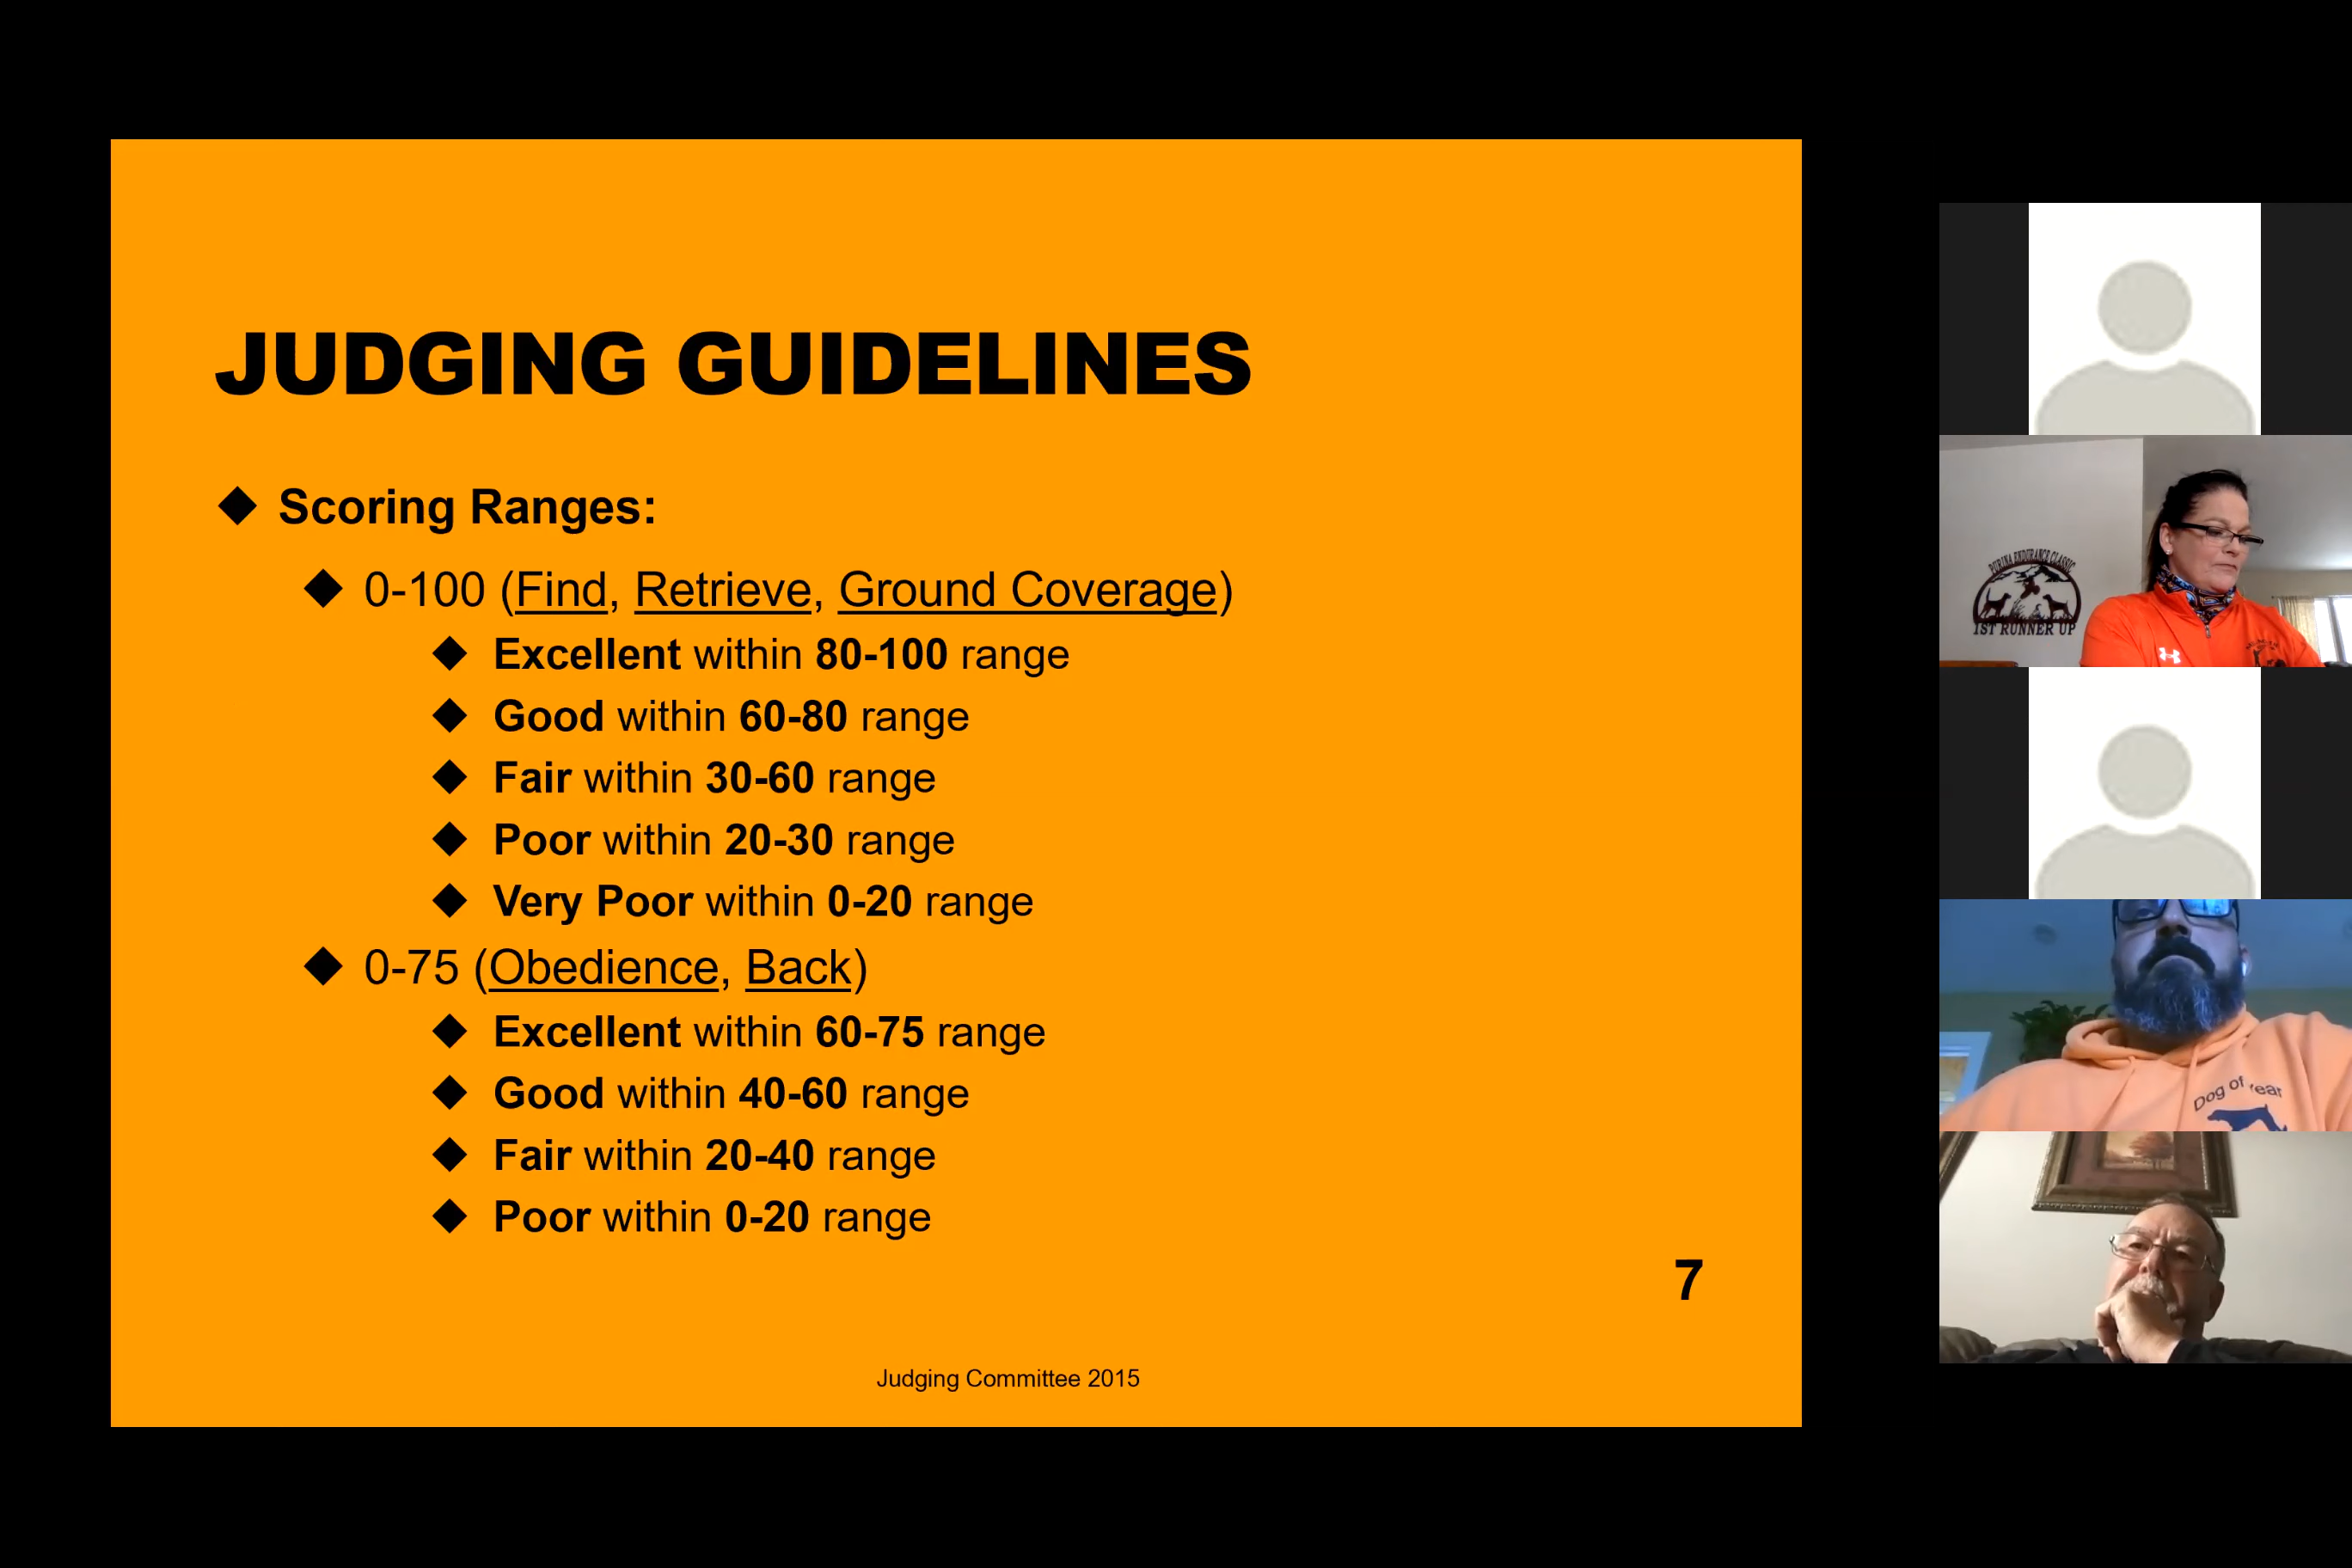 JUDGING GUIDELINES
Scoring Ranges:
0-100 (Find, Retrieve, Ground Coverage)
Excellent within 80-100 range
Good within 60-80 range
Fair within 30-60 range
Poor within 20-30 range
Very Poor within 0-20 range
0-75 (Obedience, Back)
Excellent within 60-75 range
Good within 40-60 range
Fair within 20-40 range
Poor within 0-20 range
7
Judging Committee 2015
PURINA ENDURANCE CLASSIC
1ST RUNNER UP
Dog of Year